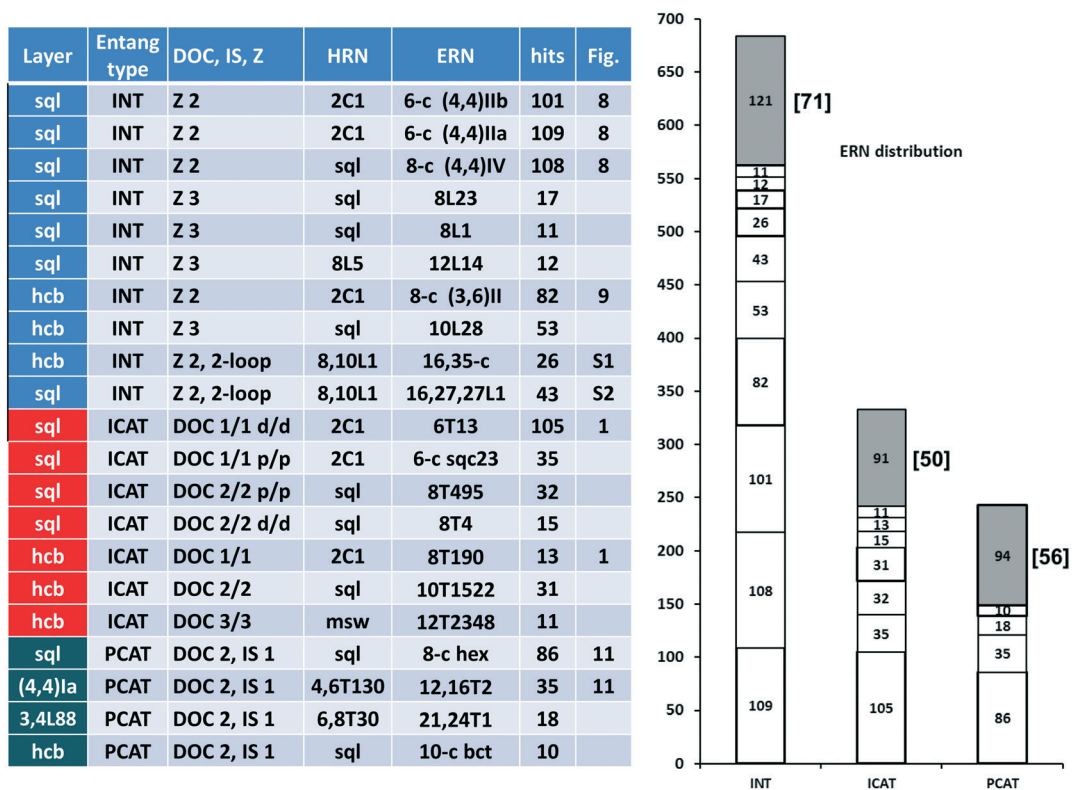 Layer Entang type DOC, IS, Z HRN ERN hits Fig.
sql INT Z 2 2C1 6-c (4,4)IIb 101 8
sql INT Z 2 2C1 6-c (4,4)IIa 109 8
sql INT Z 2 sql 8-c (4,4)IV 108 8
sql INT Z 3 sql 8L23 17
sql INT Z 3 sql 8L1 11
sql INT Z 3 8L5 12L14 12
hcb INT Z 2 2C1 8-c (3,6)II 82 9
hcb INT Z 3 sql 10L28 53
hcb INT Z 2, 2-loop 8,10L1 16,35-c 26 S1
sql INT Z 2, 2-loop 8,10L1 16,27,27L1 43 S2
sql ICAT DOC 1/1 d/d 2C1 6T13 105 1
sql ICAT DOC 1/1 p/p 2C1 6-c sqc23 35
sql ICAT DOC 2/2 p/p sql 8T495 32
sql ICAT DOC 2/2 d/d sql 8T4 15
hcb ICAT DOC 1/1 2C1 8T190 13 1
hcb ICAT DOC 2/2 sql 10T1522 31
hcb ICAT DOC 3/3 msw 12T2348 11
sql PCAT DOC 2, IS 1 sql 8-c hex 86 11
(4,4)Ia PCAT DOC 2, IS 1 4,6T130 12,16T2 35 11
3,4L88 PCAT DOC 2, IS 1 6,8T30 21,24T1 18
hcb PCAT DOC 2, IS 1 sql 10-c bct 10
ERN distribution
700
650
600
550
500
450
400
350
300
250
200
150
100
50
0
121 [71]
11
12
17
26
43
53
82
101
108
109
91 [50]
11
13
15
31
32
35
105
94 [56]
10
18
35
86
INT ICAT PCAT